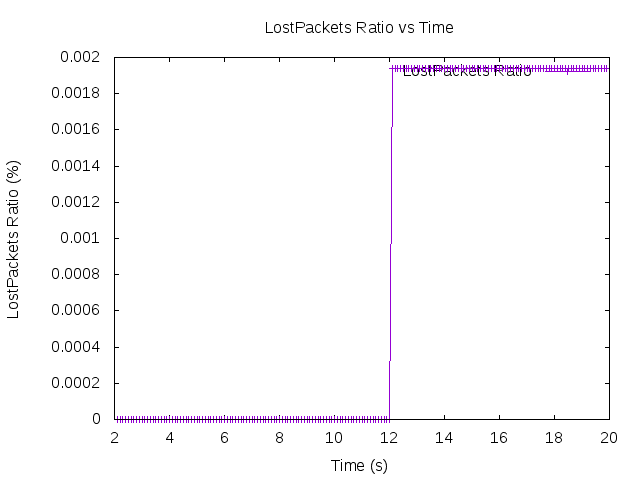 LostPackets Ratio vs Time
0.002
LostPackets Ratio
0.0018
0.0016
0.0014
0.0012
0.001
0.0008
0.0006
0.0004
0.0002
0
LostPackets Ratio (%)
2 4 6 8 10 12 14 16 18 20
Time (s)